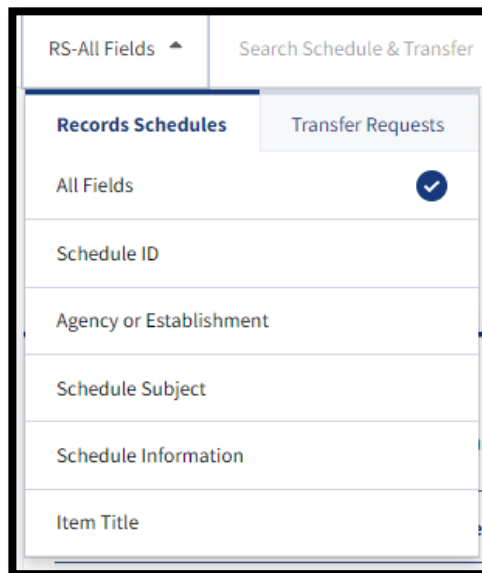 RS-All Fields Search Schedule & Transfer
Records Schedules Transfer Requests
All Fields
Schedule ID
Agency or Establishment
Schedule Subject
Schedule Information
Item Title